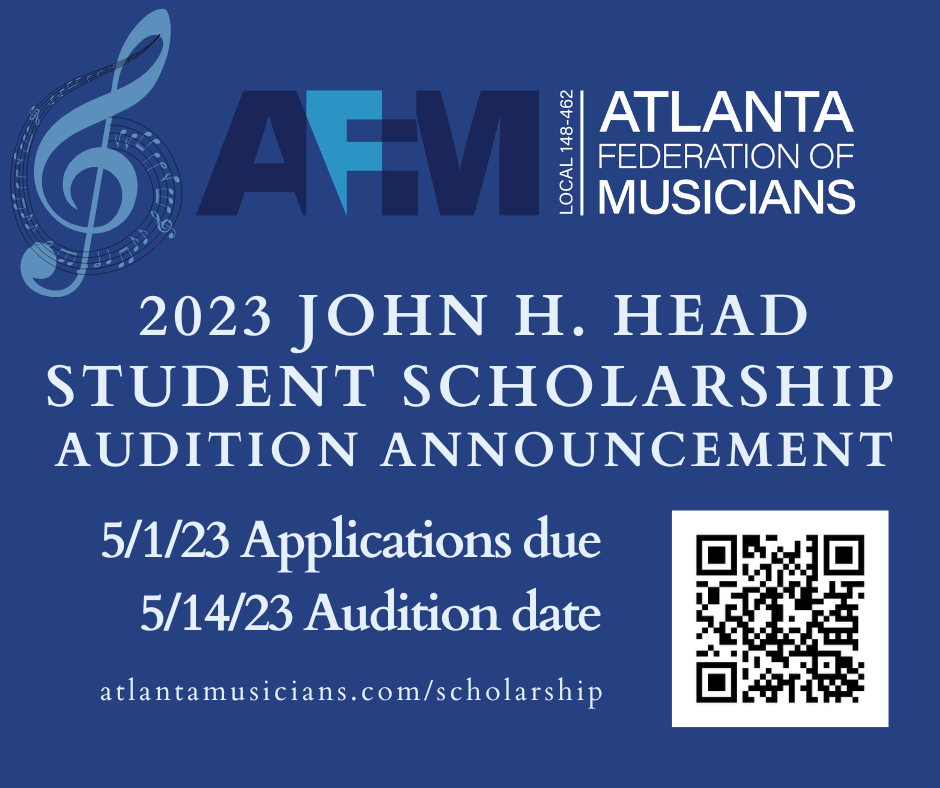 AFM
LOCAL 148-462
ATLANTA
FEDERATION OF
MUSICIANS
2023 JOHN H. HEAD
STUDENT SCHOLARSHIP
AUDITION ANNOUNCEMENT
5/1/23 Applications due
5/14/23 Audition date
atlantamusicians.com/scholarship